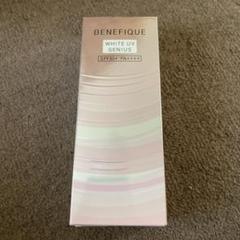 BENEFIQUE
WHITE UV
GENIUS
SPF50+ PA++++